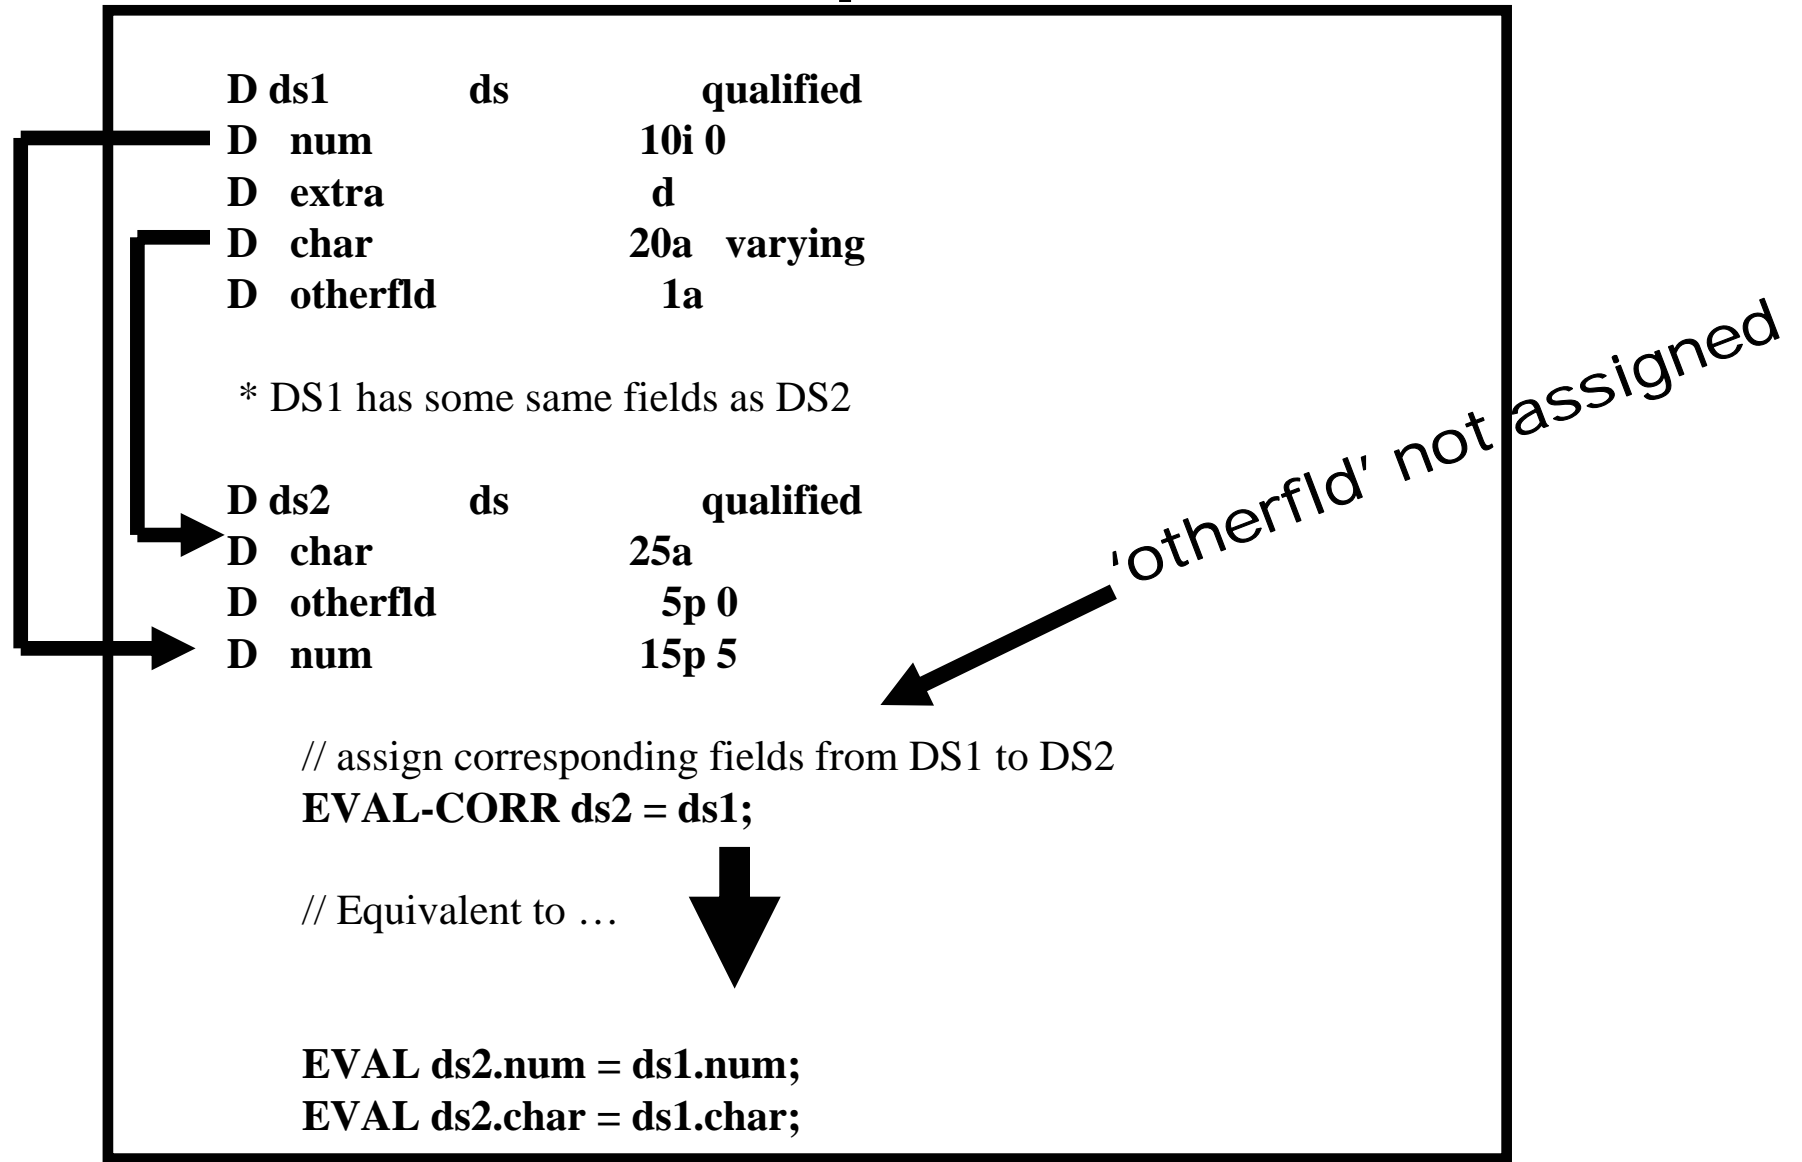 D ds1 ds qualified
D num 10i 0
D extra d
D char 20a varying
D otherfld 1a
* DS1 has some same fields as DS2
D ds2 ds qualified
D char 25a
D otherfld 5p 0
D num 15p 5
'otherfld' not assigned
// assign corresponding fields from DS1 to DS2
EVAL-CORR ds2 = ds1;
// Equivalent to …
EVAL ds2.num = ds1.num;
EVAL ds2.char = ds1.char;